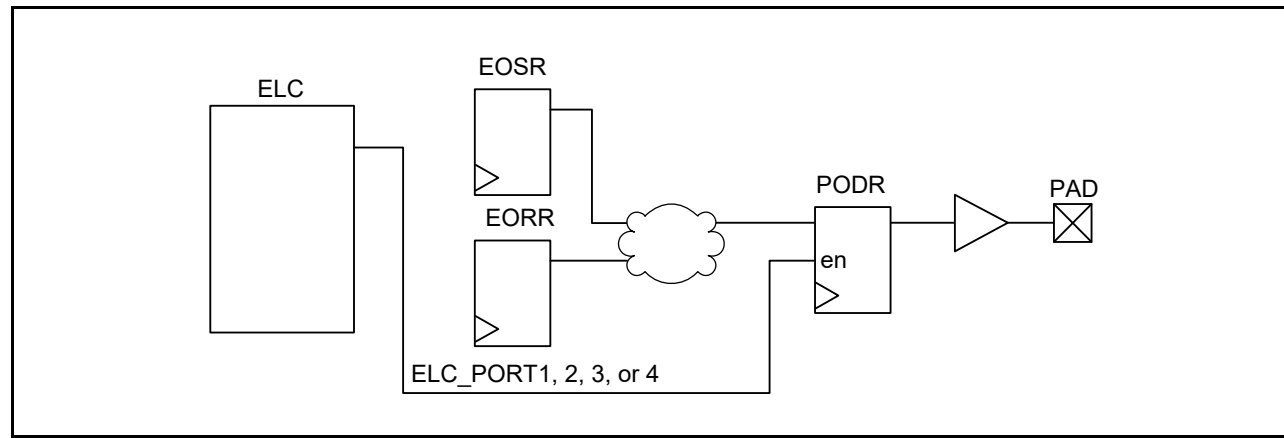 EOSR
ELC
PODR
PAD
EORR
en
ELC_PORT1, 2, 3, or 4